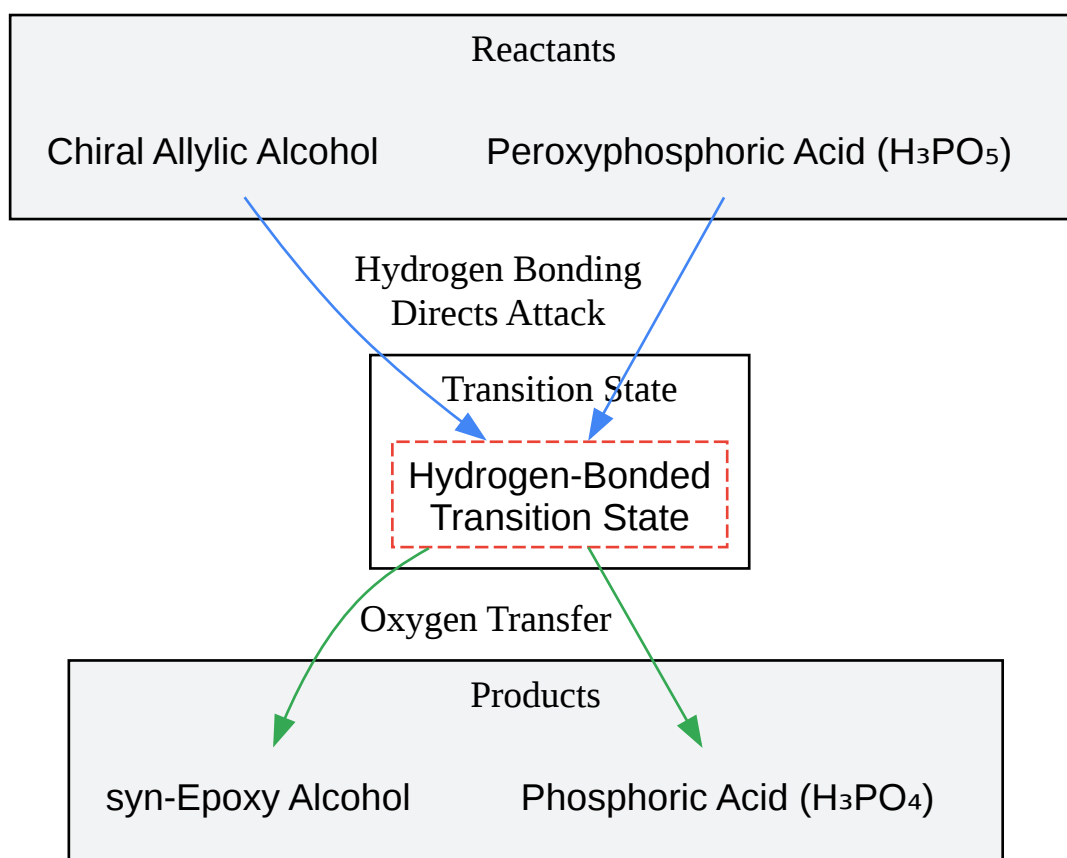 Reactants
Chiral Allylic Alcohol
Peroxyphosphoric Acid (H₃PO₅)
Hydrogen Bonding
Directs Attack
Transition State
Hydrogen-Bonded
Transition State
Oxygen Transfer
Products
syn-Epoxy Alcohol
Phosphoric Acid (H₃PO₄)